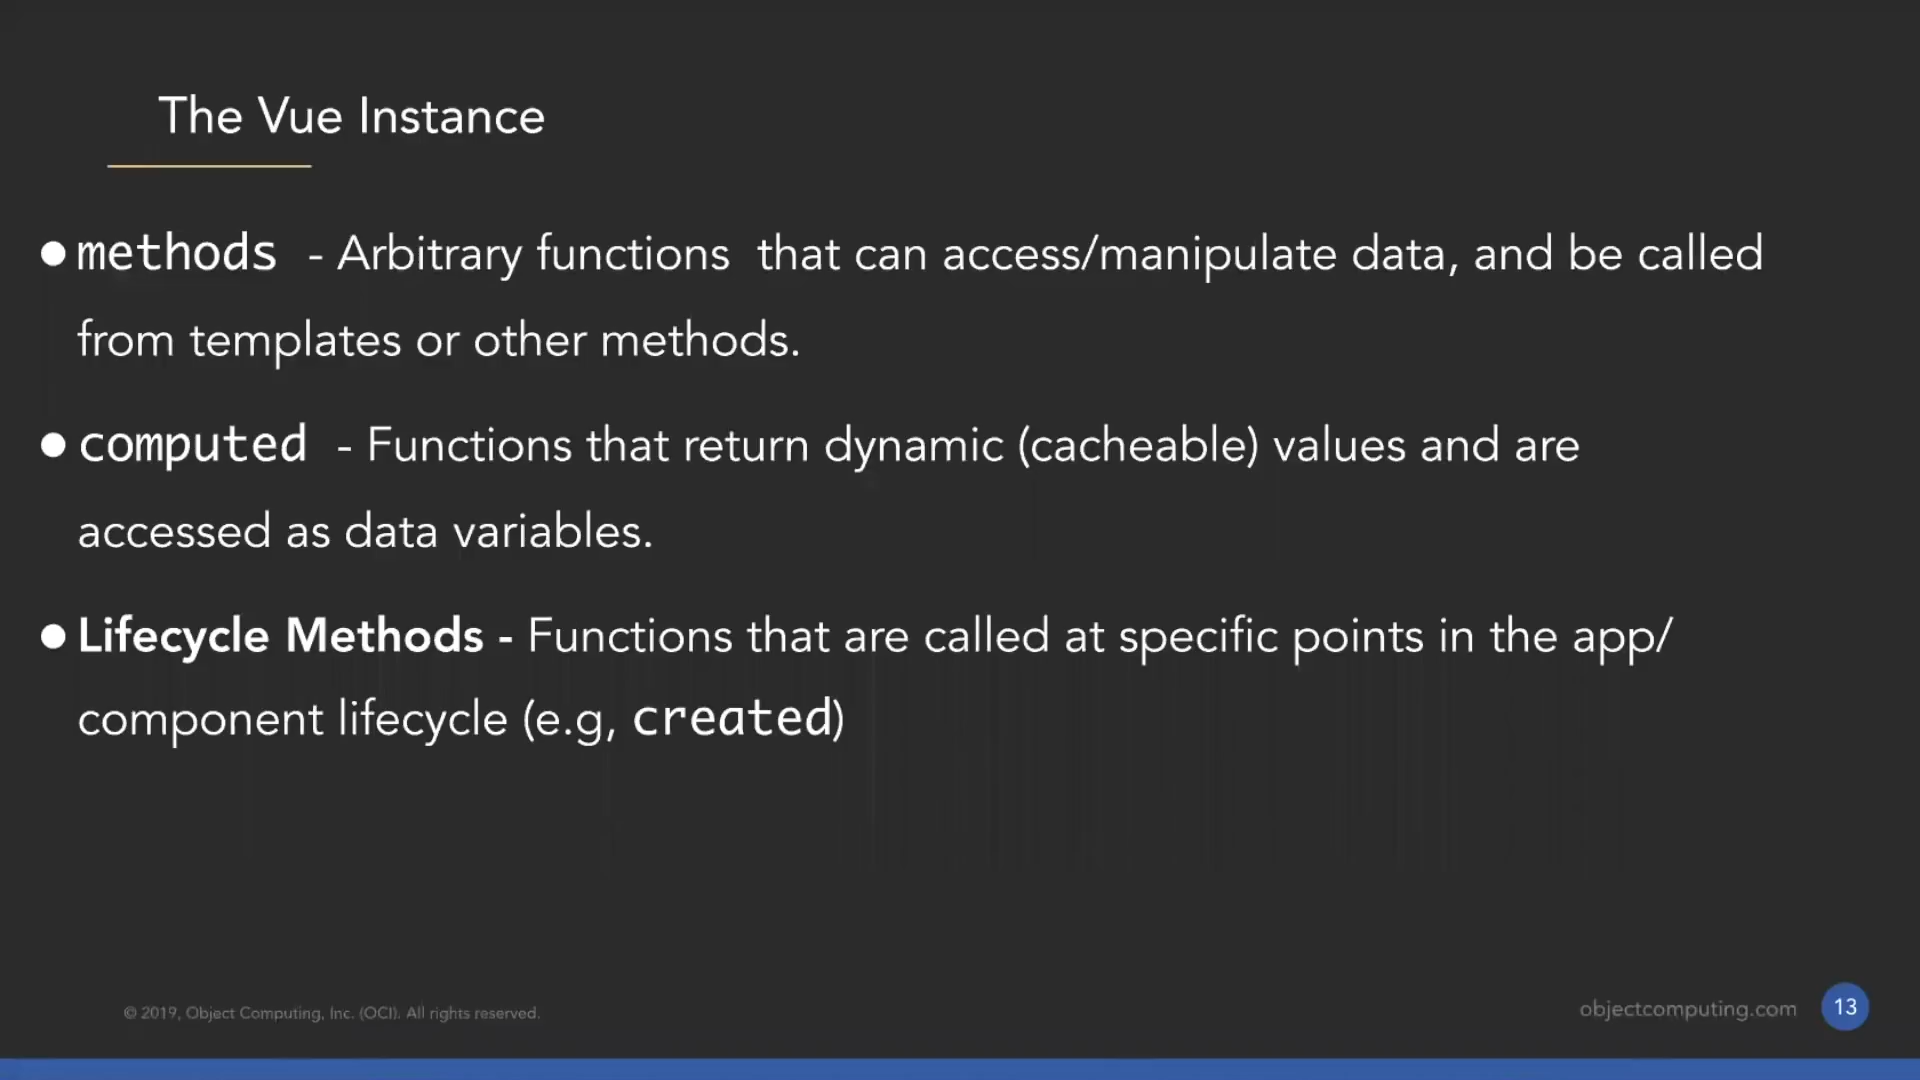 The Vue Instance
● methods - Arbitrary functions that can access/manipulate data, and be called
from templates or other methods.
● computed - Functions that return dynamic (cacheable) values and are
accessed as data variables.
● Lifecycle Methods - Functions that are called at specific points in the app/
component lifecycle (e.g, created)
© 2019, Object Computing, Inc. (OCI). All rights reserved.
objectcomputing.com 13